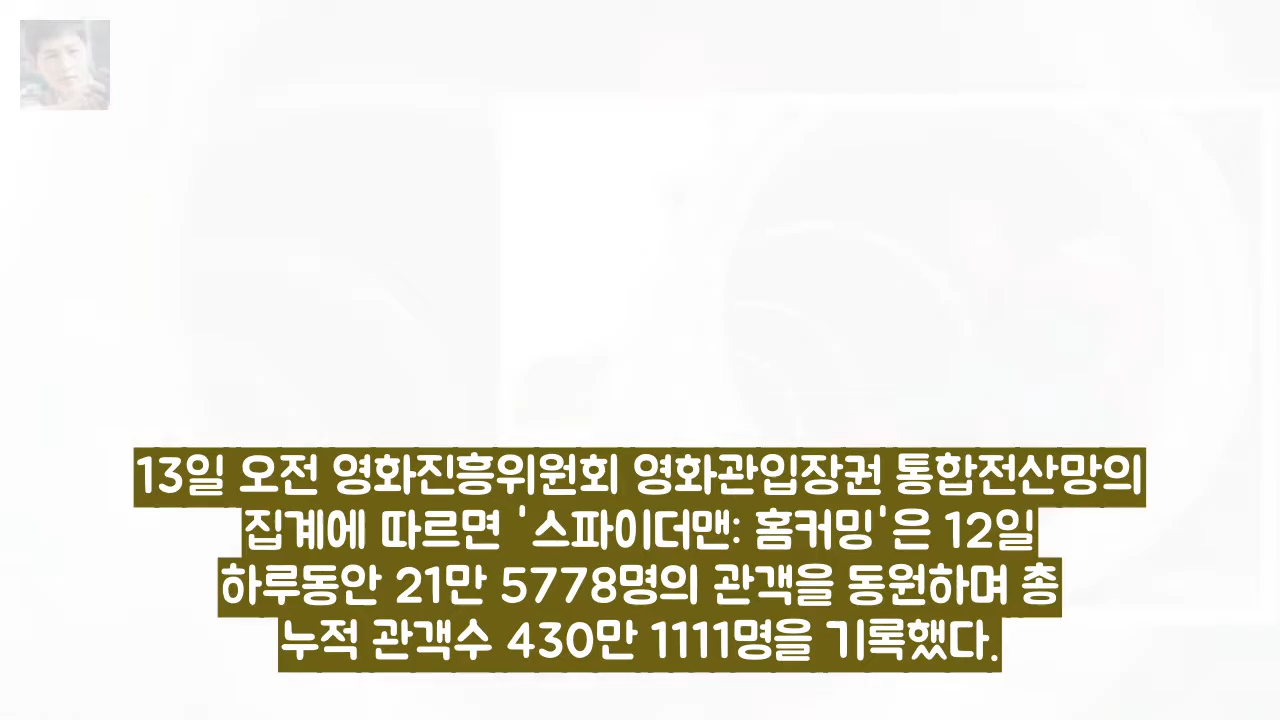 13일 오전 영화진흥위원회 영화관입장권 통합전산망의
집계에 따르면 '스파이더맨: 홈커밍'은 12일
하루동안 21만 5778명의 관객을 동원하며 총
누적 관객수 430만 1111명을 기록했다.